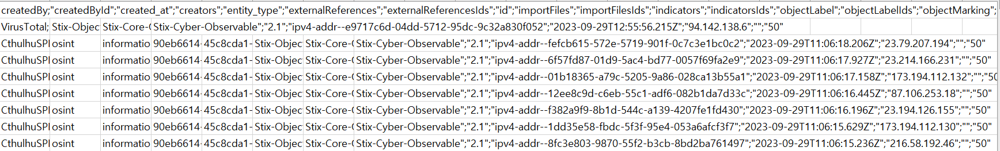 createdBy;"createdById";"created_at";"creators";"entity_type";"externalReferences";"externalReferencesIds";"id";"importFiles";"importFilesIds";"indicators";"indicatorsIds";"objectLabel";"objectLabelIds";"objectMarking";
VirusTotal; Stix-Objec Stix-Core-C Stix-Cyber-Observable";"2.1";"ipv4-addr--e9717c6d-04dd-5712-95dc-9c32a830f052";"2023-09-29T12:55:56.215Z";"94.142.138.6";"";"50"
CthulhuSPI osint informatio 90eb6614- 45c8cda1- Stix-Objec Stix-Core-C Stix-Cyber-Observable";"2.1";"ipv4-addr--fefcb615-572e-5719-901f-0c7c3e1bc0c2";"2023-09-29T11:06:18.206Z";"23.79.207.194";"";"50"
CthulhuSPI osint informatio 90eb6614- 45c8cda1- Stix-Objec Stix-Core-C Stix-Cyber-Observable";"2.1";"ipv4-addr--6f57fd87-01d9-5ac4-bd77-0057f69fa2e9";"2023-09-29T11:06:17.927Z";"23.214.166.231";"";"50"
CthulhuSPI osint informatio 90eb6614- 45c8cda1- Stix-Objec Stix-Core-C Stix-Cyber-Observable";"2.1";"ipv4-addr--01b18365-a79c-5205-9a86-028ca13b55a1";"2023-09-29T11:06:17.158Z";"173.194.112.132";"";"50
CthulhuSPI osint informatio 90eb6614- 45c8cda1- Stix-Objec Stix-Core-C Stix-Cyber-Observable";"2.1";"ipv4-addr--12ee8c9d-c6eb-55c1-adf6-082b1da7d33c";"2023-09-29T11:06:16.445Z";"87.106.253.18";"";"50"
CthulhuSPI osint informatio 90eb6614- 45c8cda1- Stix-Objec Stix-Core-C Stix-Cyber-Observable";"2.1";"ipv4-addr--f382a9f9-8b1d-544c-a139-4207fe1fd430";"2023-09-29T11:06:16.196Z";"23.194.126.155";"";"50"
CthulhuSPI osint informatio 90eb6614- 45c8cda1- Stix-Objec Stix-Core-C Stix-Cyber-Observable";"2.1";"ipv4-addr--1dd35e58-fbdc-5f3f-95e4-053a6afcf3f7";"2023-09-29T11:06:15.629Z";"173.194.112.130";"";"50"
CthulhuSPI osint informatio 90eb6614- 45c8cda1- Stix-Objec Stix-Core-C Stix-Cyber-Observable";"2.1";"ipv4-addr--8fc3e803-9870-55f2-b3cb-8bd2ba761497";"2023-09-29T11:06:15.236Z";"216.58.192.46";"";"50"